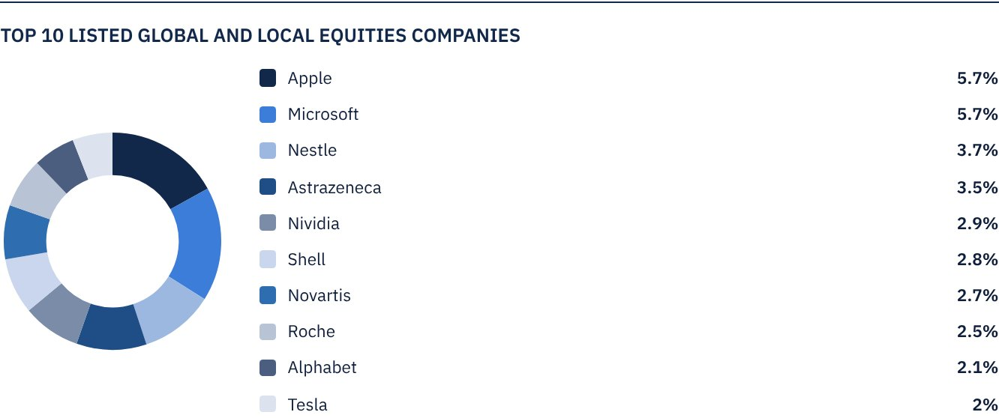 TOP 10 LISTED GLOBAL AND LOCAL EQUITIES COMPANIES
Apple 5.7%
Microsoft 5.7%
Nestle 3.7%
Astrazeneca 3.5%
Nividia 2.9%
Shell 2.8%
Novartis 2.7%
Roche 2.5%
Alphabet 2.1%
Tesla 2%